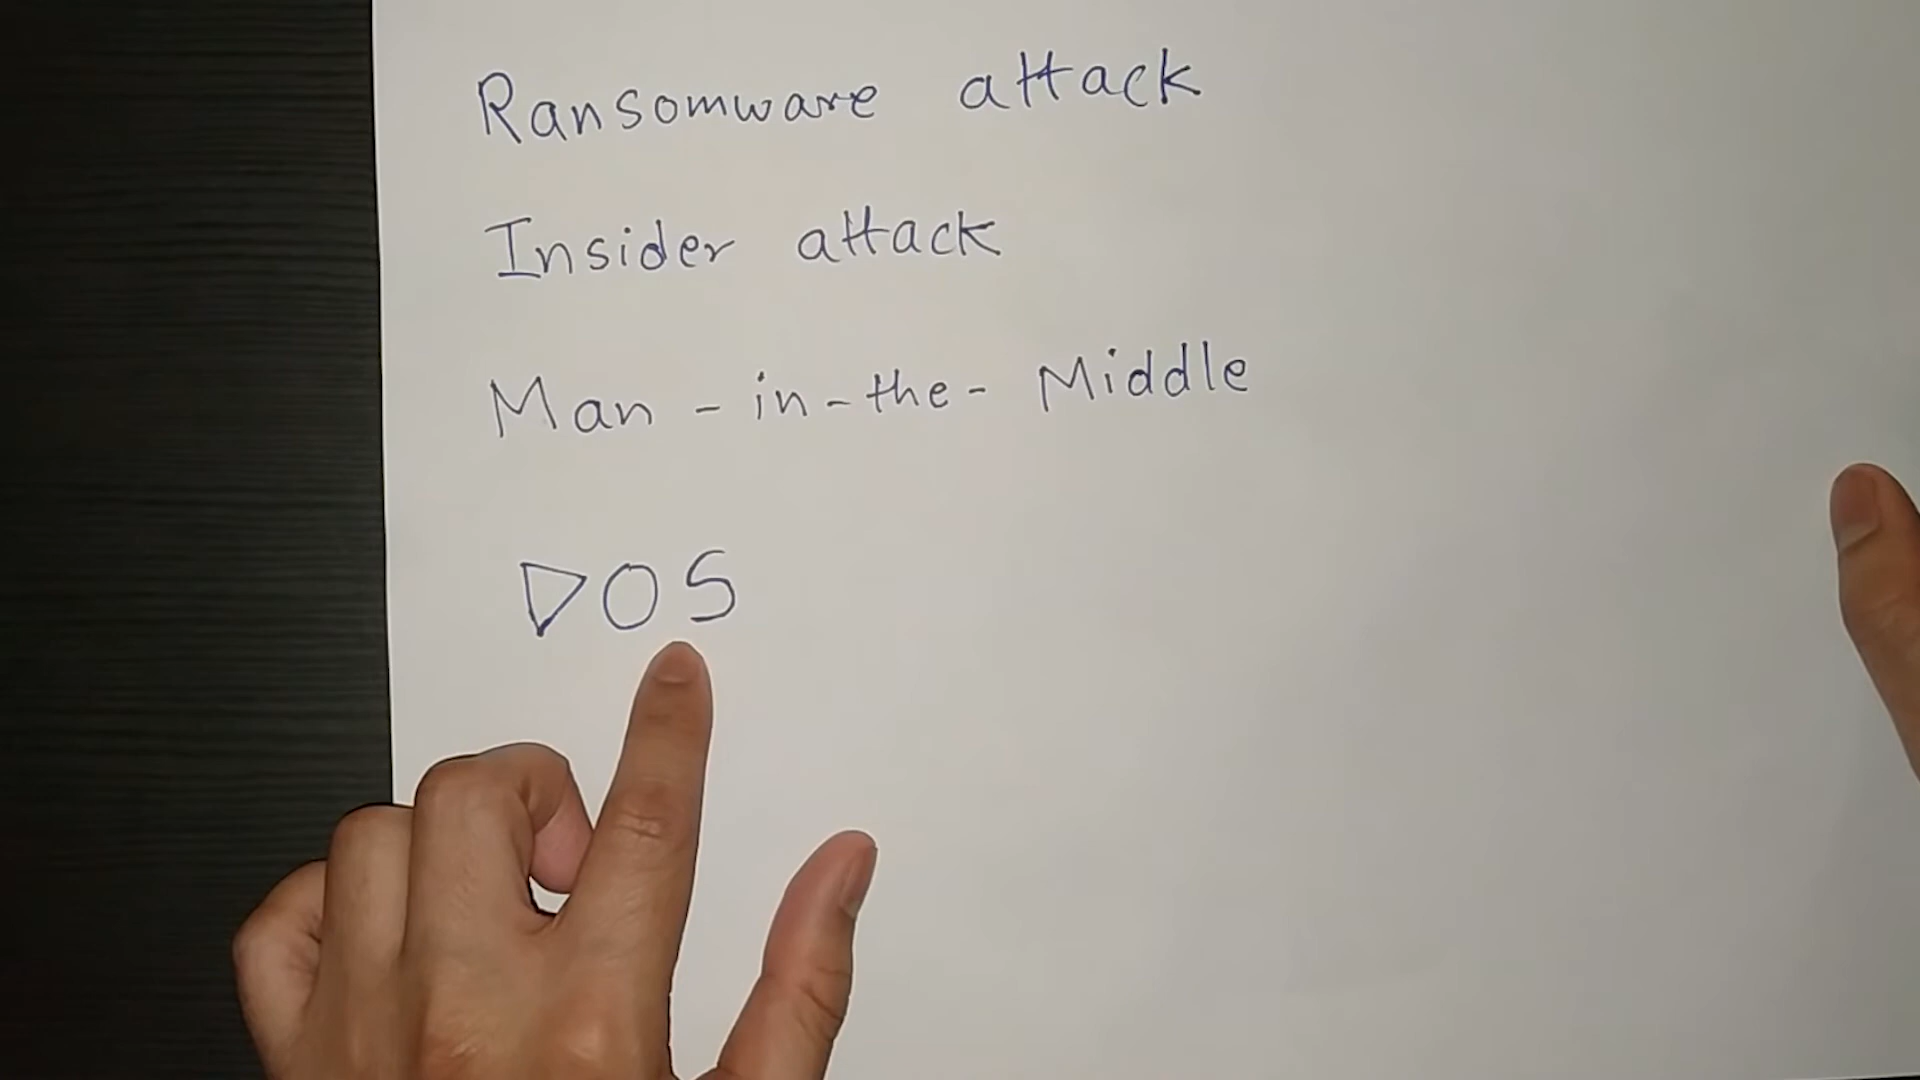 Ransomware attack
Insider attack
Man-in-the-Middle
DOS